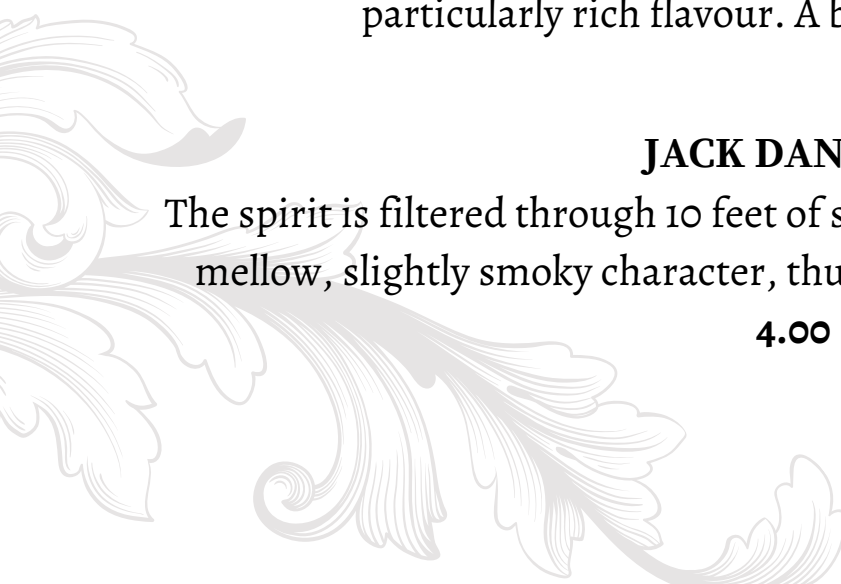 particularly rich flavour. A b
JACK DAN
The spirit is filtered through 10 feet of s
mellow, slightly smoky character, thu
4.00